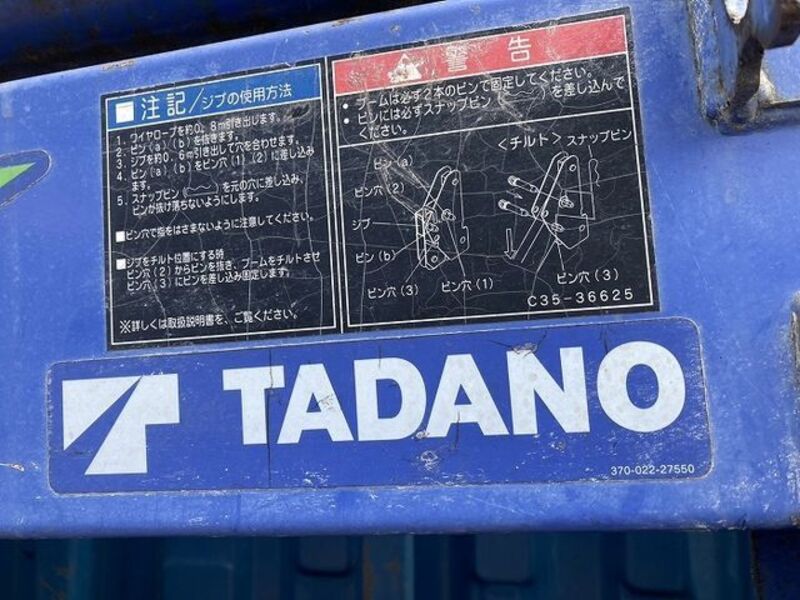 注記/ジブの使用方法
1. ワイヤロープを約0.8m引き出します。
2. ピン(a)(b)を抜きます。
3. ジブを約0.6m引き出して穴を合わせます。
4. ピン(a)(b)をピン穴(1)(2)に差し込み
ます。
5. スナップピン( )を元の穴に差し込み、
ピンが抜け落ちないようにします。
■ピン穴で指をはさまないように注意してください。
■ジブをチルト位置にする時
ピン穴(2)からピンを抜き、ブームをチルトさせ
ピン穴(3)にピンを差し込み固定します。
※詳しくは取扱説明書を、ご覧ください。
警告
・ブームは必ず2本のピンで固定してください。
・ピンには必ずスナップピン( )を差し込んで
ください。
ピン(a)
ピン穴(2)
ジブ
ピン(b)
ピン穴(3)
ピン穴(1)
<チルト>
スナップピン
ピン穴(3)
C35-36625
TADANO
370-022-27550